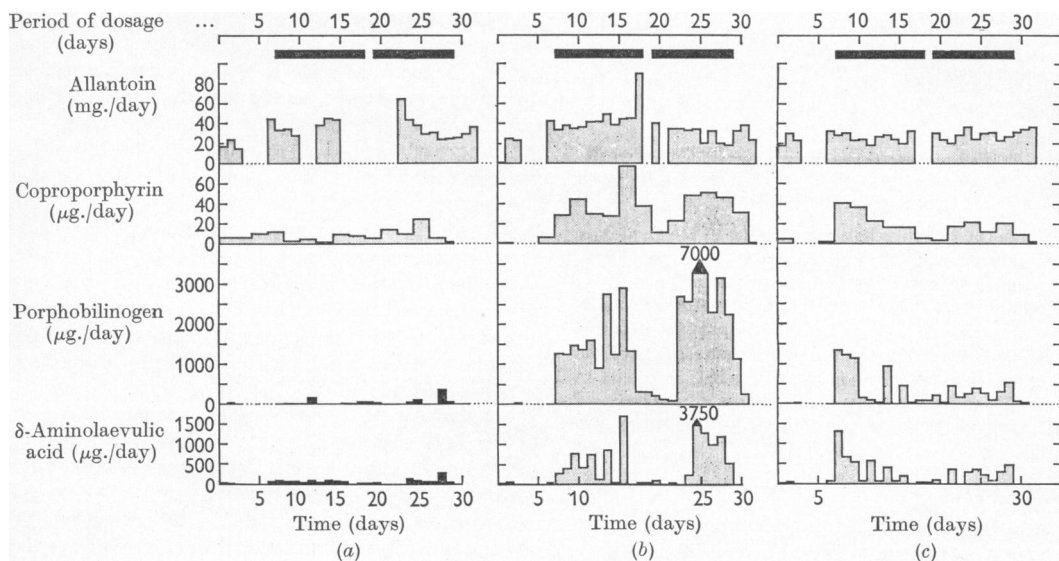 Period of dosage ... 5 10 15 20 25 30 0 5 10 15 20 25 30 0 5 10 15 20 25 30
(days)
Allantoin
(mg./day)
80
60
40
20
0
Coproporphyrin
(μg./day)
60
40
20
0
7000
Porphobilinogen
(μg./day)
3000
2000
1000
0
3750
δ-Aminolaevulic
acid (μg./day)
1500
1000
500
0
5 10 15 20 25 30 5 10 15 20 25 30 5 30
Time (days) Time (days) Time (days)
(a) (b) (c)